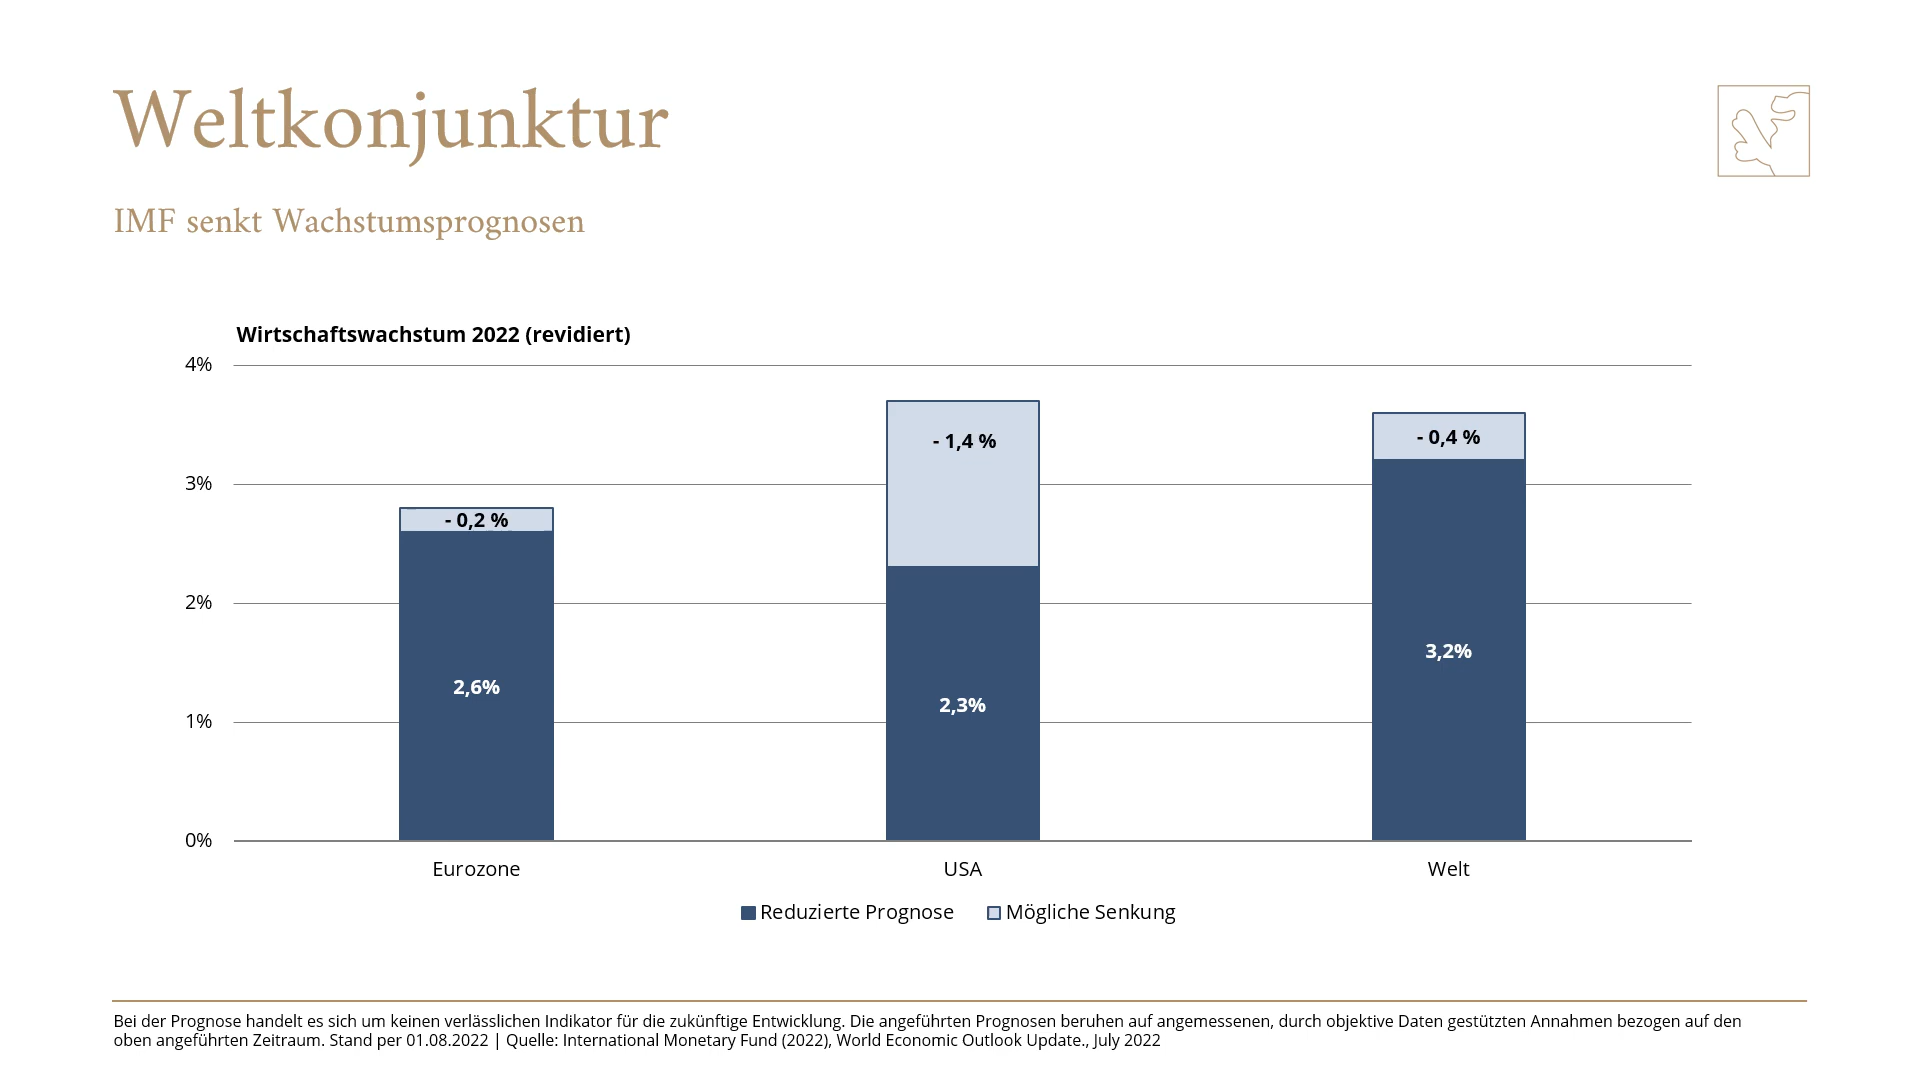 Weltkonjunktur
IMF senkt Wachstumsprognosen
Wirtschaftswachstum 2022 (revidiert)
4%
3%
2%
1%
0%
- 0,2 %
2,6%
- 1,4 %
2,3%
- 0,4 %
3,2%
Eurozone
USA
Welt
Reduzierte Prognose
Mögliche Senkung
Bei der Prognose handelt es sich um keinen verlässlichen Indikator für die zukünftige Entwicklung. Die angeführten Prognosen beruhen auf angemessenen, durch objektive Daten gestützten Annahmen bezogen auf den
oben angeführten Zeitraum. Stand per 01.08.2022 | Quelle: International Monetary Fund (2022), World Economic Outlook Update., July 2022